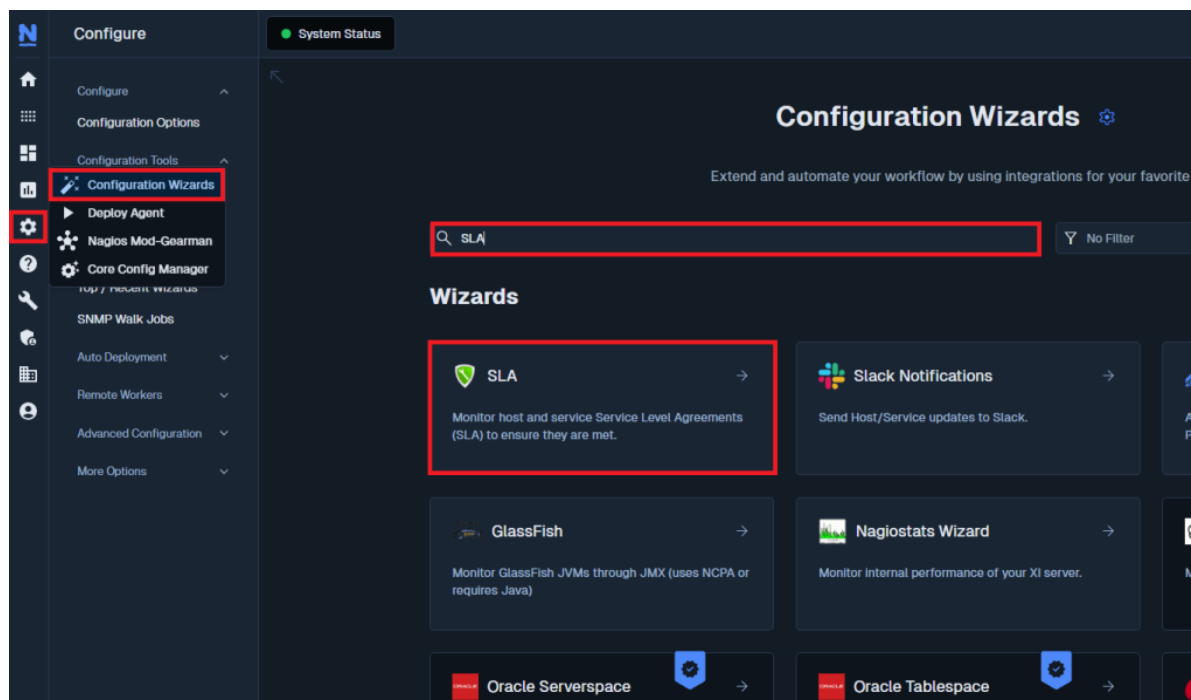 Configure
System Status
Configure
Configuration Options
Configuration Tools
Configuration Wizards
Deploy Agent
Nagios Mod-Gearman
Core Config Manager
Top / Recent Wizards
SNMP Walk Jobs
Auto Deployment
Remote Workers
Advanced Configuration
More Options
Configuration Wizards
Extend and automate your workflow by using integrations for your favorite
SLA
No Filter
Wizards
SLA
Monitor host and service Service Level Agreements
(SLA) to ensure they are met.
Slack Notifications
Send Host/Service updates to Slack.
GlassFish
Monitor GlassFish JVMs through JMX (uses NCPA or
requires Java)
Nagiostats Wizard
Monitor internal performance of your XI server.
Oracle Serverspace
Oracle Tablespace